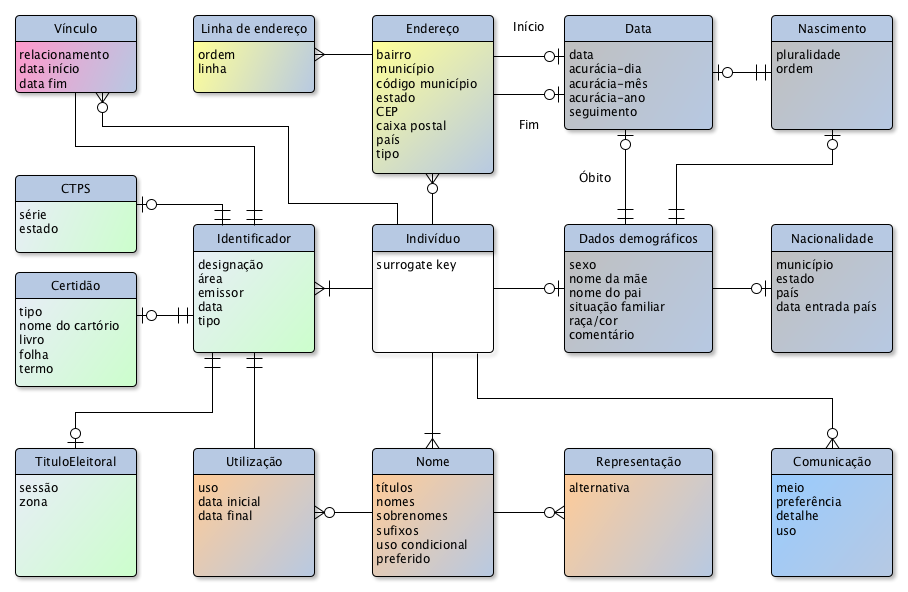 Vínculo
relacionamento
data início
data fim
Linha de endereço
ordem
linha
Endereço
bairro
município
código município
estado
CEP
caixa postal
país
tipo
Início
Fim
Data
data
acurácia-dia
acurácia-mês
acurácia-ano
seguimento
Nascimento
pluralidade
ordem
Óbito
CTPS
série
estado
Certidão
tipo
nome do cartório
livro
folha
termo
Identificador
designação
área
emissor
data
tipo
Indivíduo
surrogate key
Dados demográficos
sexo
nome da mãe
nome do pai
situação familiar
raça/cor
comentário
Nacionalidade
município
estado
país
data entrada país
TituloEleitoral
sessão
zona
Utilização
uso
data inicial
data final
Nome
títulos
nomes
sobrenomes
sufixos
uso condicional
preferido
Representação
alternativa
Comunicação
meio
preferência
detalhe
uso